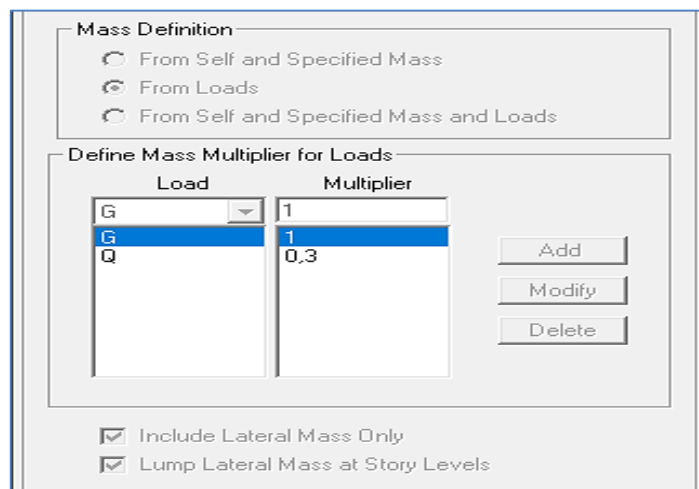 Mass Definition
From Self and Specified Mass
From Loads
From Self and Specified Mass and Loads
Define Mass Multiplier for Loads
Load Multiplier
G 1
G 1
Q 0,3
Add
Modify
Delete
Include Lateral Mass Only
Lump Lateral Mass at Story Levels